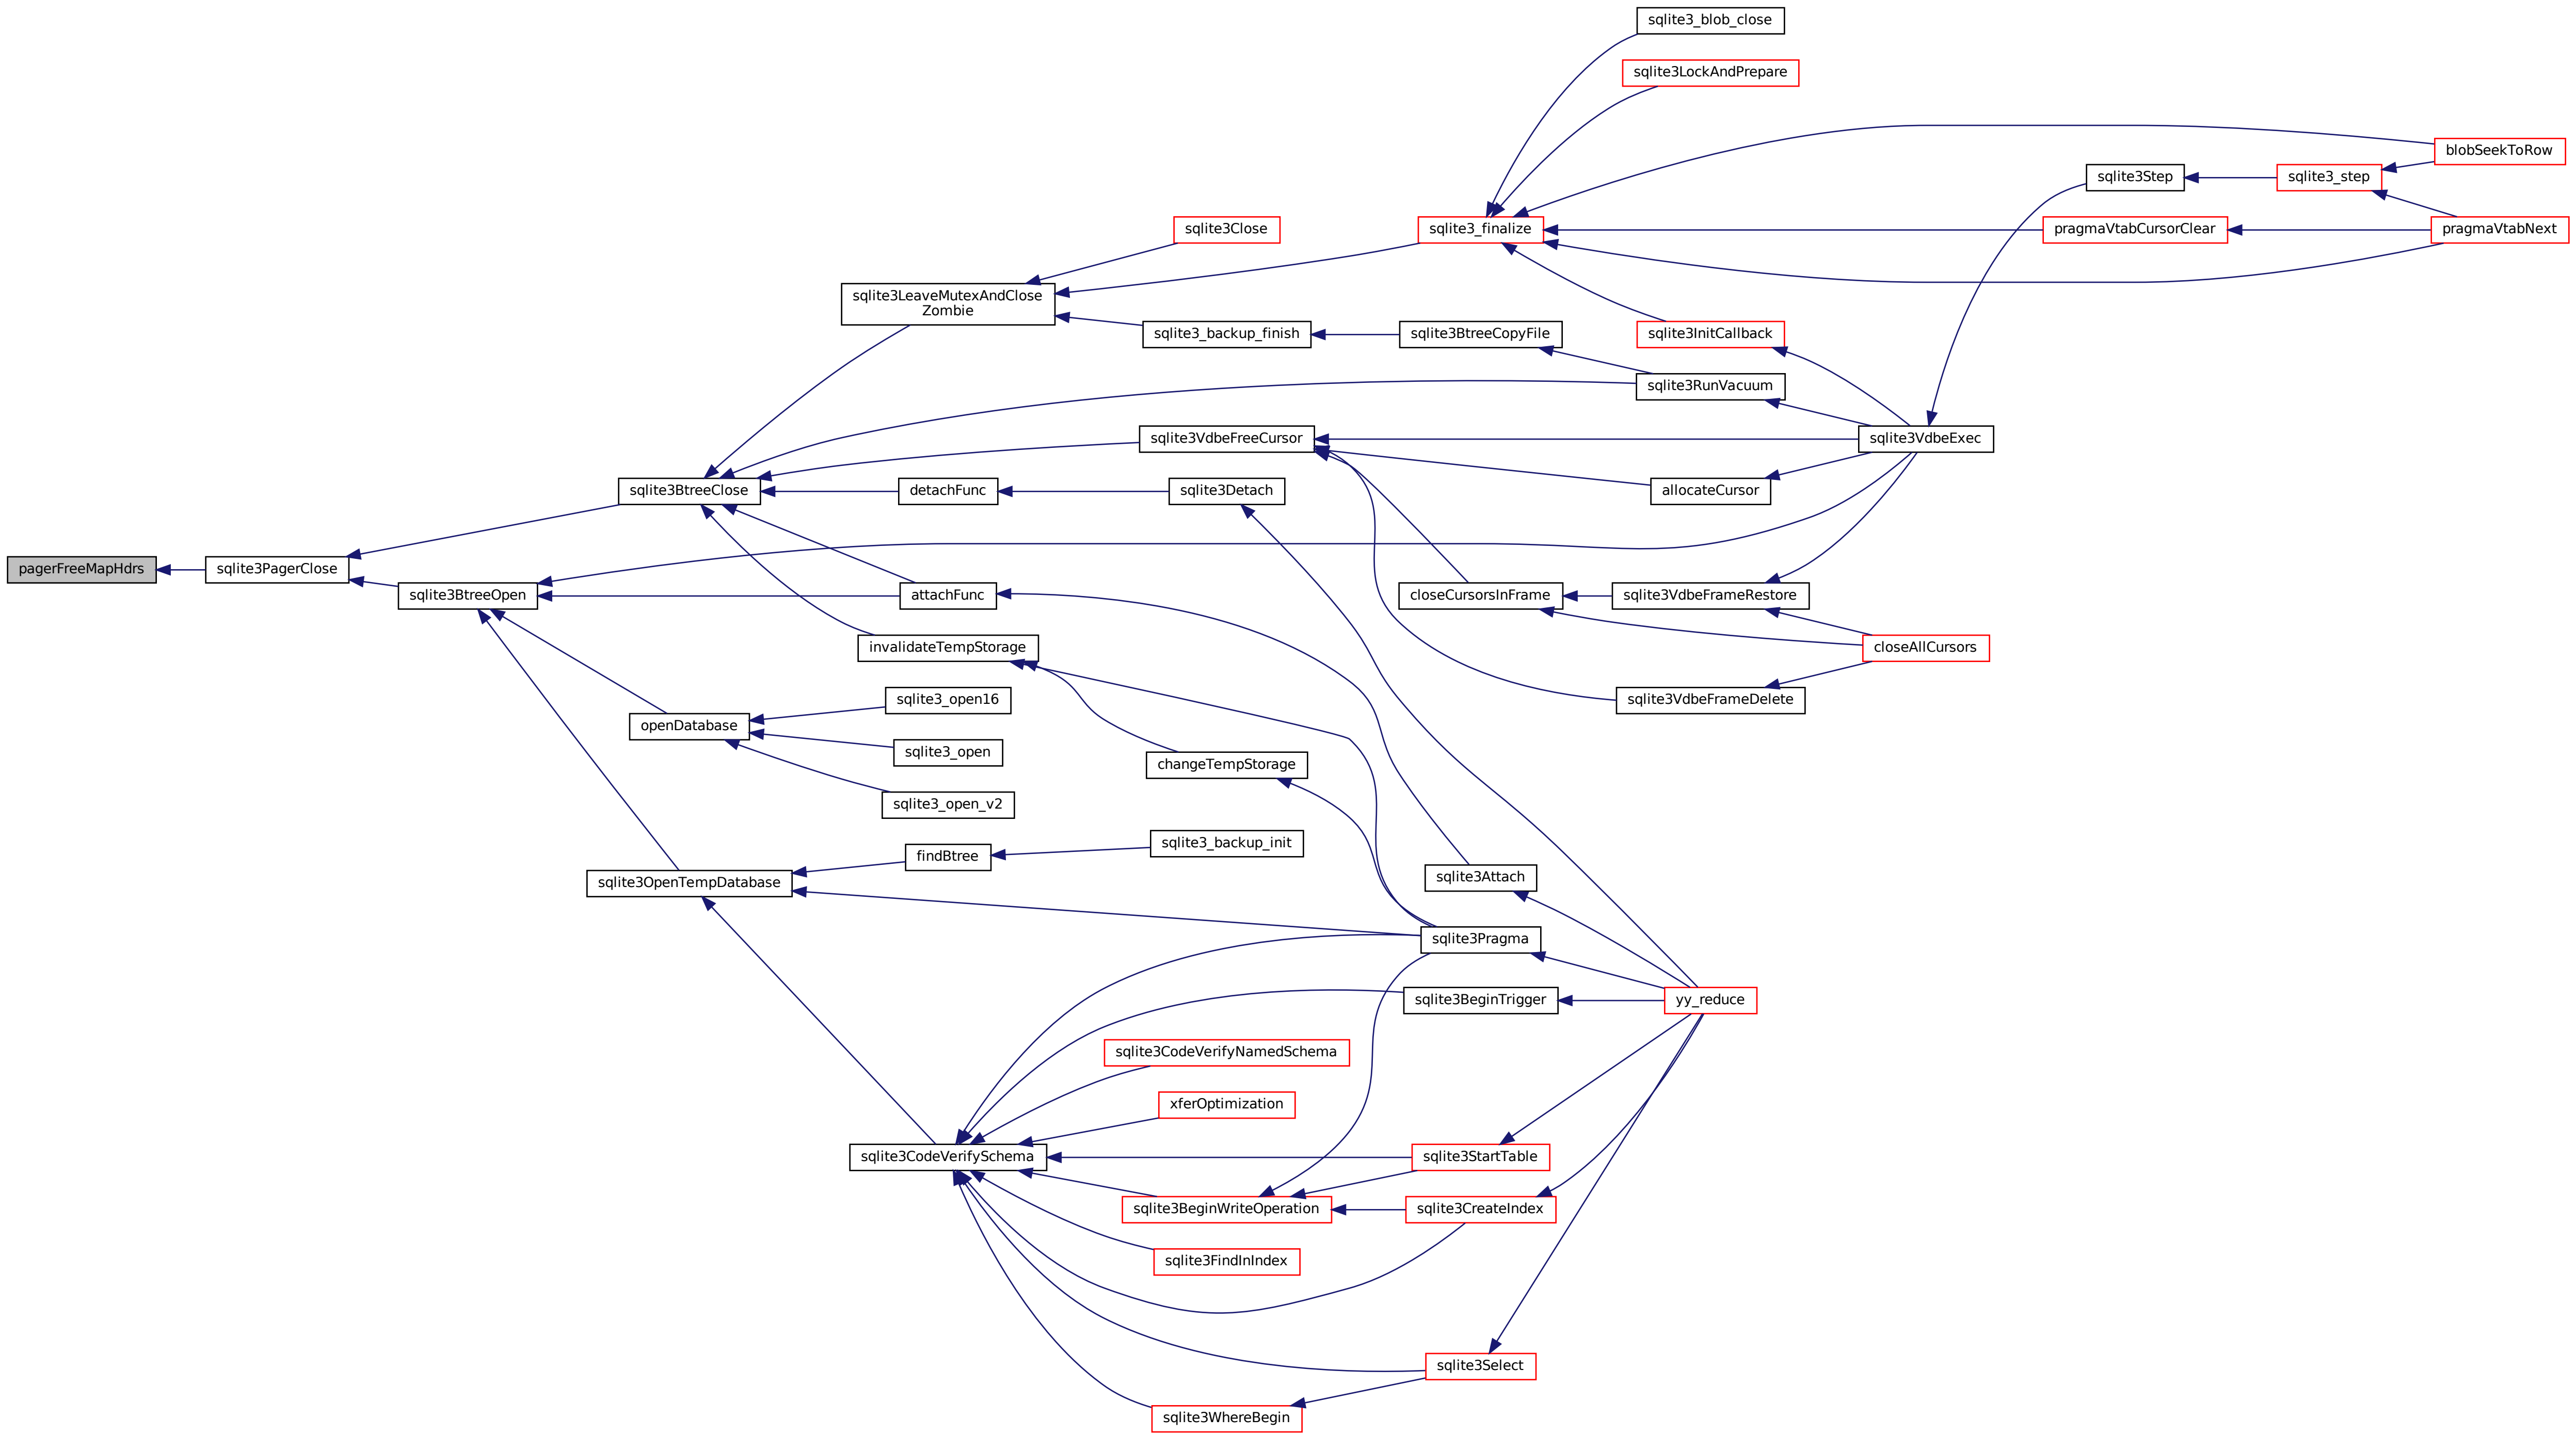 sqlite3_blob_close
sqlite3LockAndPrepare
blobSeekToRow
sqlite3Step
sqlite3_step
sqlite3Close
sqlite3_finalize
pragmaVtabCursorClear
pragmaVtabNext
sqlite3LeaveMutexAndClose
Zombie
sqlite3_backup_finish
sqlite3BtreeCopyFile
sqlite3InitCallback
sqlite3RunVacuum
sqlite3VdbeFreeCursor
sqlite3VdbeExec
sqlite3BtreeClose
detachFunc
sqlite3Detach
allocateCursor
pagerFreeMapHdrs
sqlite3PagerClose
sqlite3BtreeOpen
attachFunc
closeCursorsInFrame
sqlite3VdbeFrameRestore
invalidateTempStorage
closeAllCursors
sqlite3_open16
sqlite3VdbeFrameDelete
openDatabase
sqlite3_open
changeTempStorage
sqlite3_open_v2
sqlite3_backup_init
findBtree
sqlite3OpenTempDatabase
sqlite3Attach
sqlite3Pragma
sqlite3BeginTrigger
yy_reduce
sqlite3CodeVerifyNamedSchema
xferOptimization
sqlite3CodeVerifySchema
sqlite3StartTable
sqlite3BeginWriteOperation
sqlite3CreateIndex
sqlite3FindInIndex
sqlite3Select
sqlite3WhereBegin